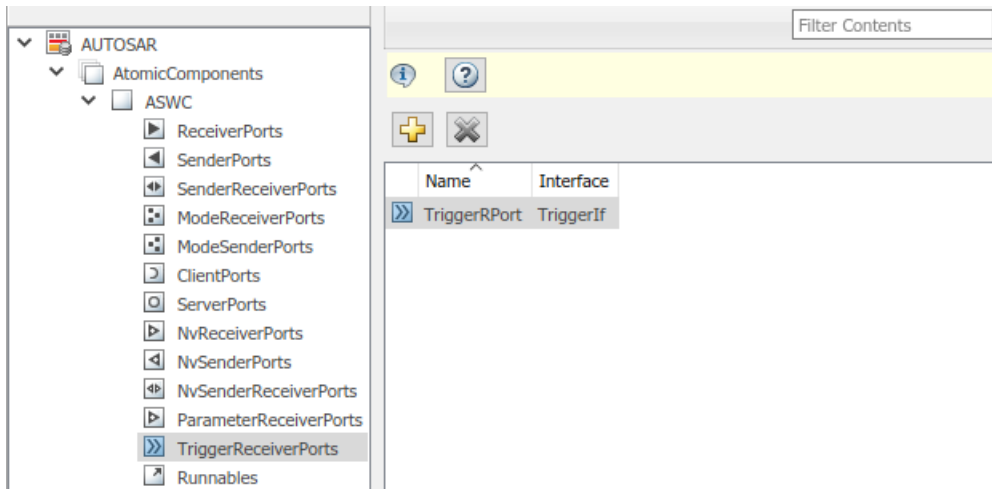 Filter Contents
AUTOSAR
AtomicComponents
ASWC
ReceiverPorts
SenderPorts
SenderReceiverPorts
ModeReceiverPorts
ModeSenderPorts
ClientPorts
ServerPorts
NvReceiverPorts
NvSenderPorts
NvSenderReceiverPorts
ParameterReceiverPorts
TriggerReceiverPorts
Runnables
Name Interface
TriggerRPort TriggerIf